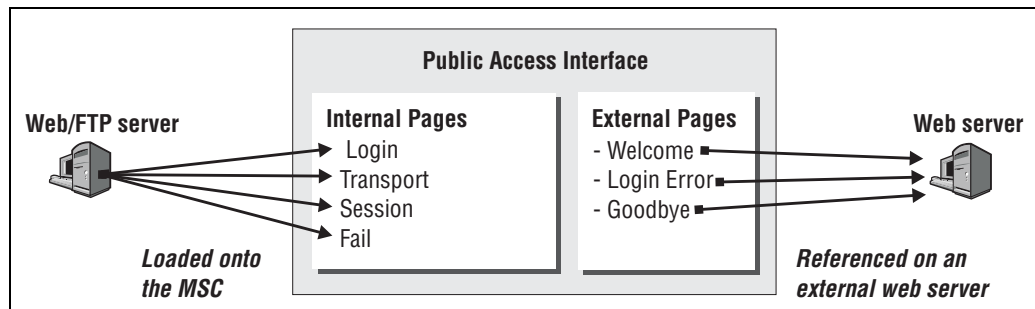 Public Access Interface
Web/FTP server
Internal Pages
Login
Transport
Session
Fail
Loaded onto
the MSC
External Pages
- Welcome
- Login Error
- Goodbye
Web server
Referenced on an
external web server